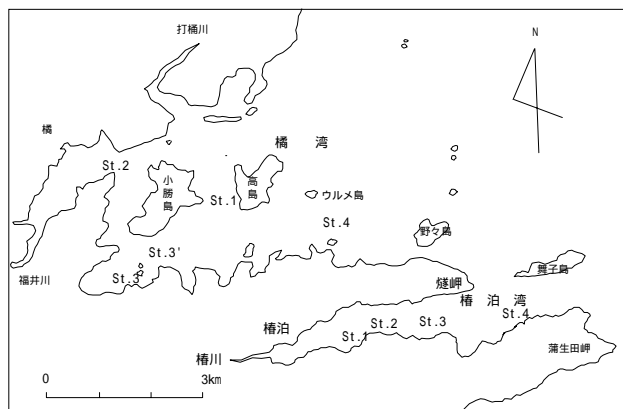 打桶川
N
橘
橘　湾
St.2
小勝島
高島
St.1
ウルメ島
St.4
野々島
St.3'
舞子島
福井川
St.3
燧岬
椿　泊　湾
椿泊
St.4
St.2
St.3
St.1
椿川
蒲生田岬
0
3km